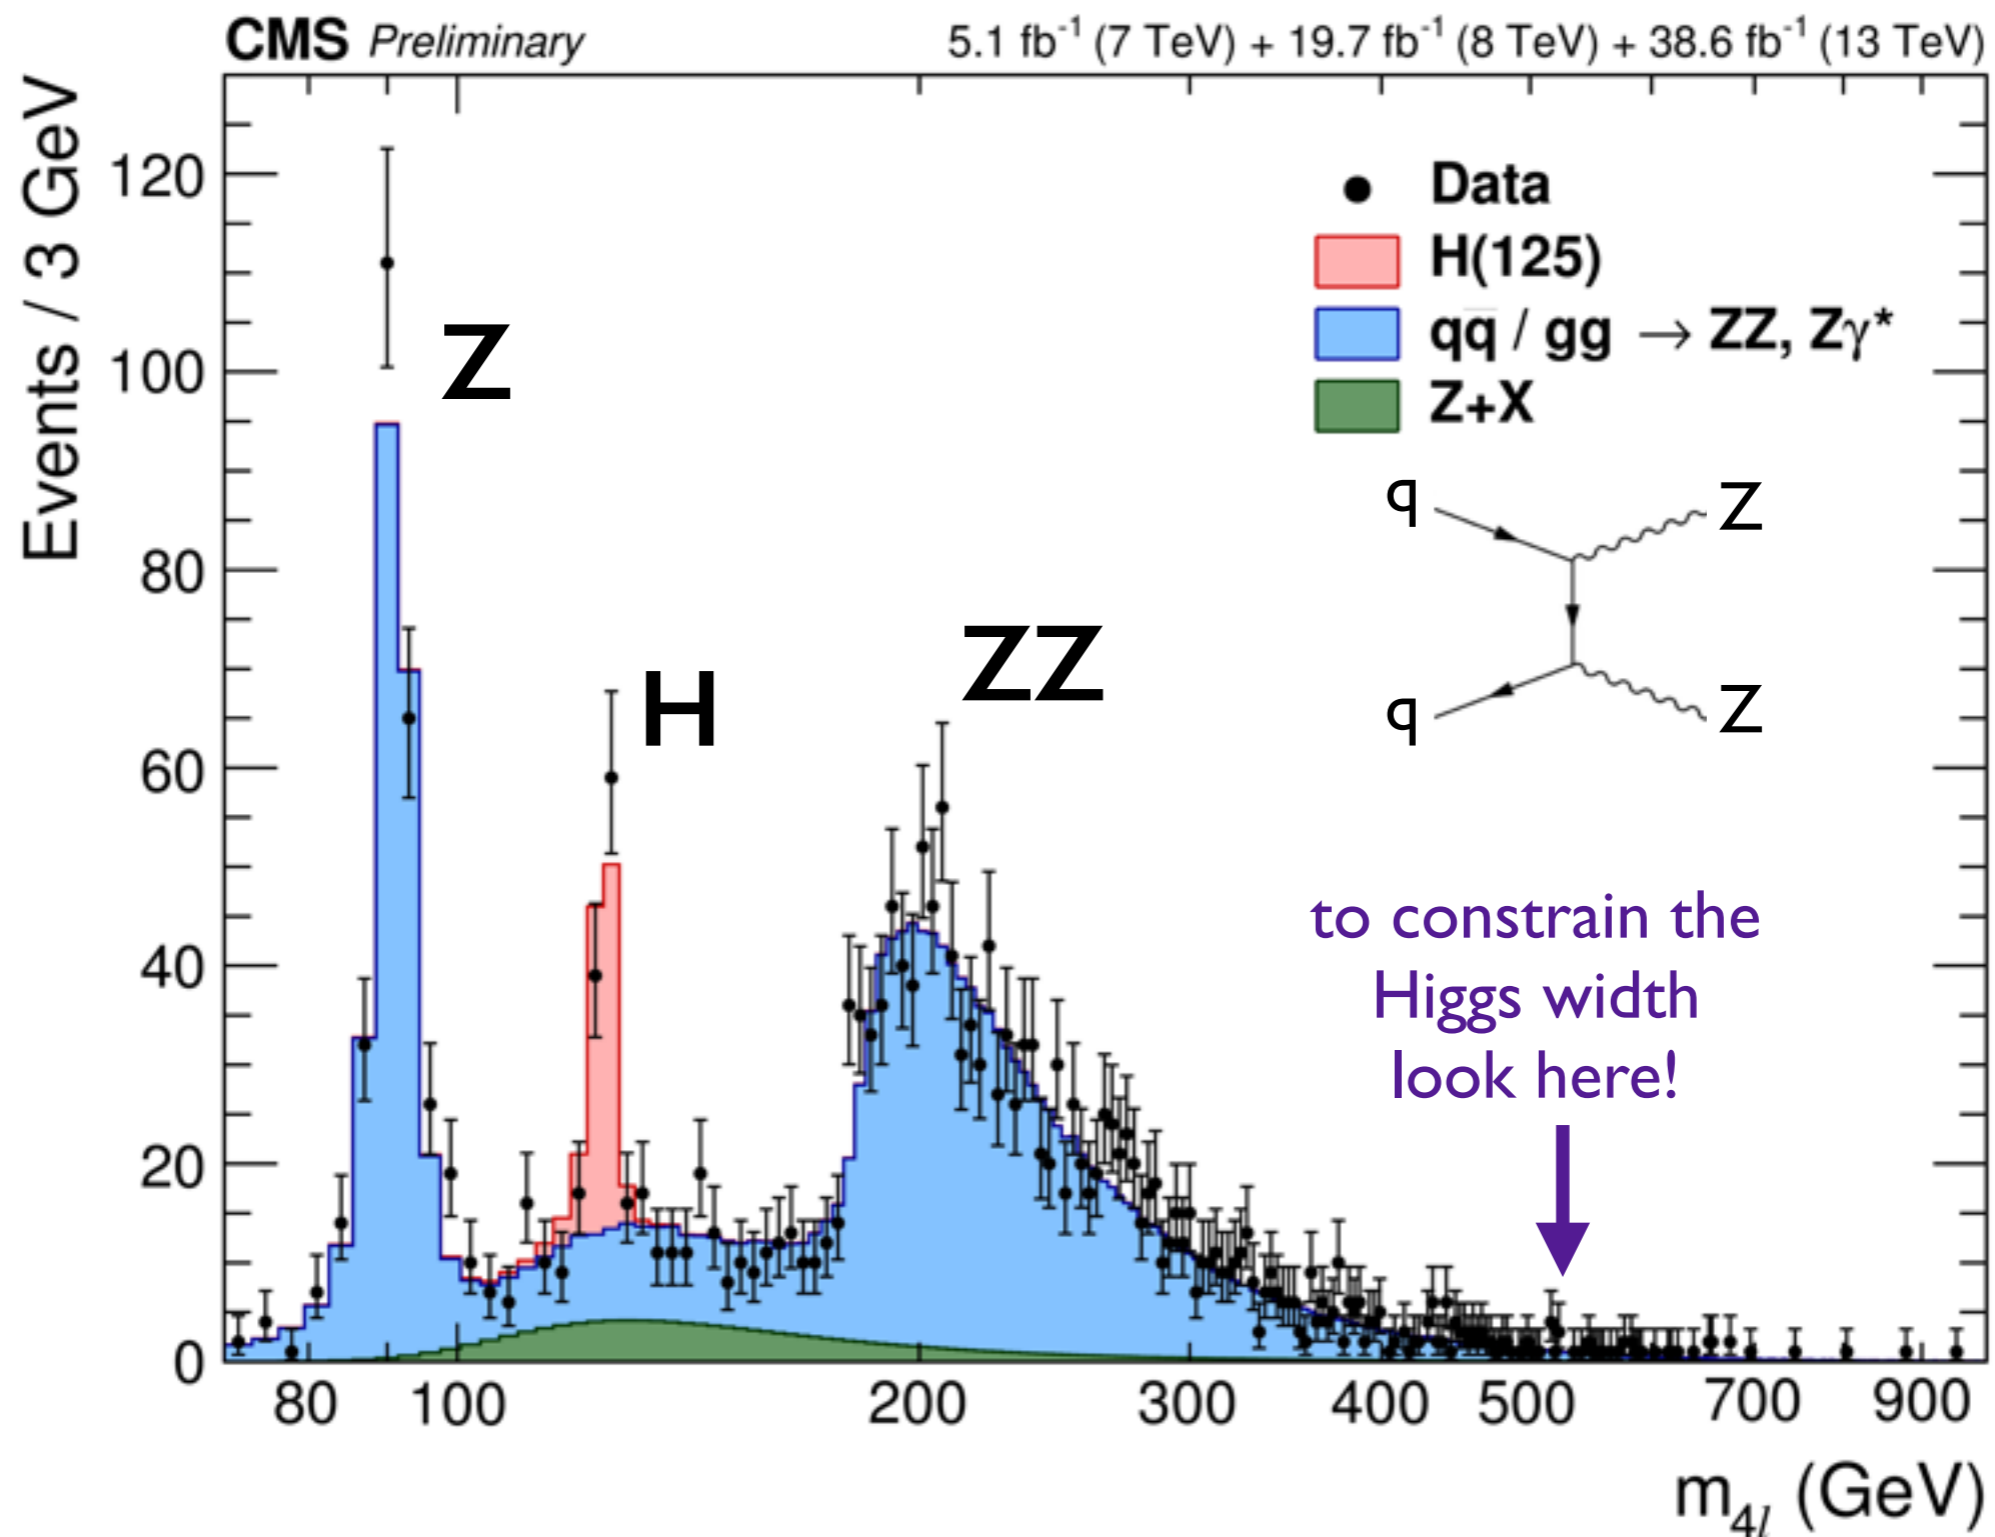 CMS Preliminary 5.1 fb⁻¹ (7 TeV) + 19.7 fb⁻¹ (8 TeV) + 38.6 fb⁻¹ (13 TeV)
Events / 3 GeV
120
100
80
60
40
20
0
Data
H(125)
qq̄ / gg → ZZ, Zγ*
Z+X
Z
H
ZZ
q Z
q Z
to constrain the
Higgs width
look here!
80 100 200 300 400 500 700 900
m₄ₗ (GeV)